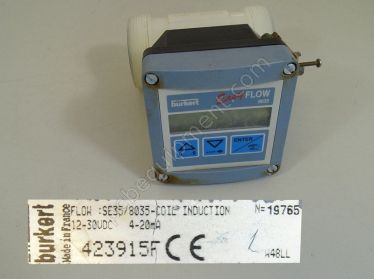 burkert
FLOW
8035
ENTER
FLOW :SE35/8035-COIL INDUCTION N=19765
12-30VDC 4-20mA
burkert
Made in France
423915F CE
W48LL